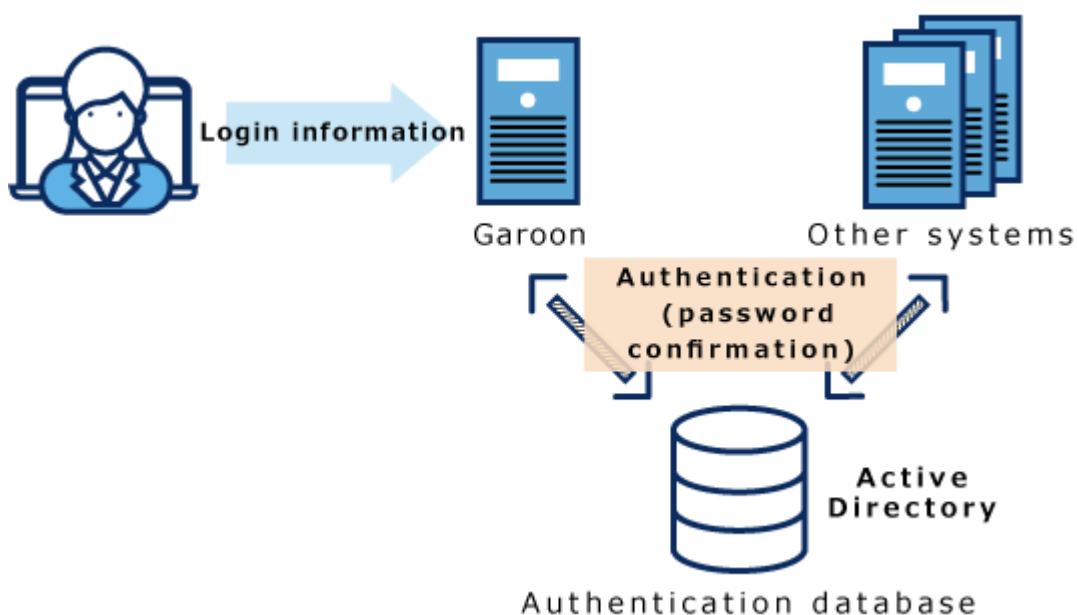 Login information
Garoon
Other systems
Authentication
(password
confirmation)
Active
Directory
Authentication database